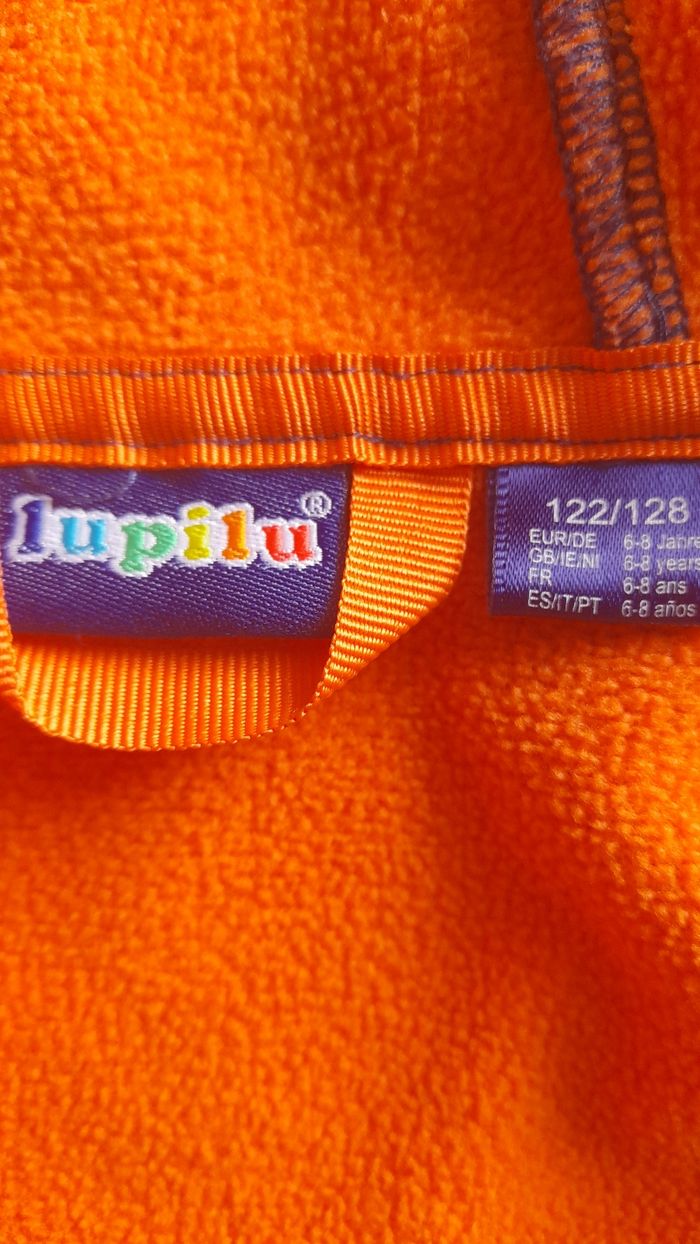 lupilu®
122/128
EUR/DE 6-8 Jahre
GB/IE/NI 6-8 years
FR 6-8 ans
ES/IT/PT 6-8 años